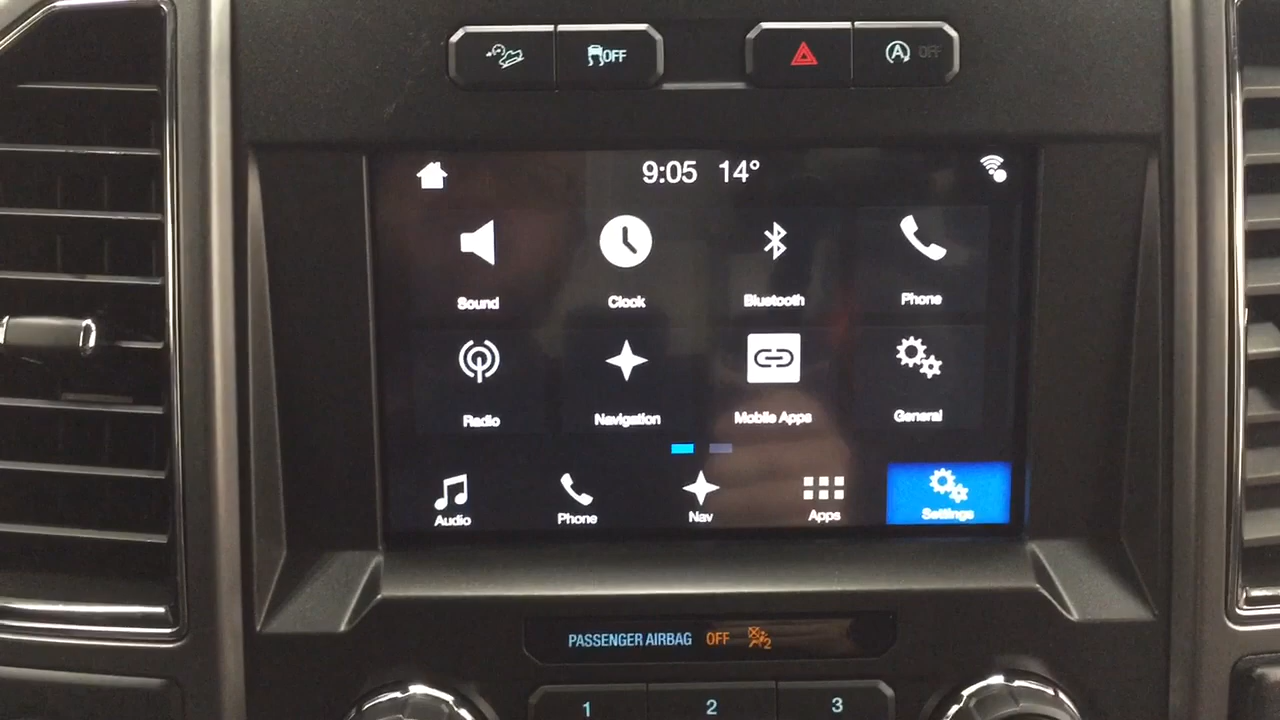 OFF
A OFF
9:05 14°
Sound Clock Bluetooth Phone
Radio Navigation Mobile Apps General
Audio Phone Nav Apps Settings
PASSENGER AIRBAG OFF 2
1 2 3